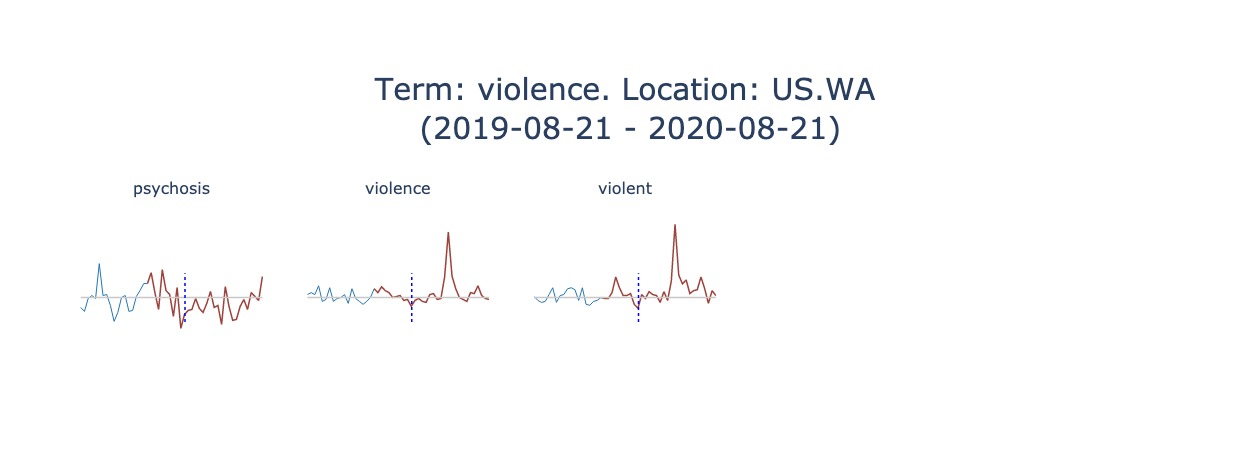 Term: violence. Location: US.WA
(2019-08-21 - 2020-08-21)
psychosis
violence
violent